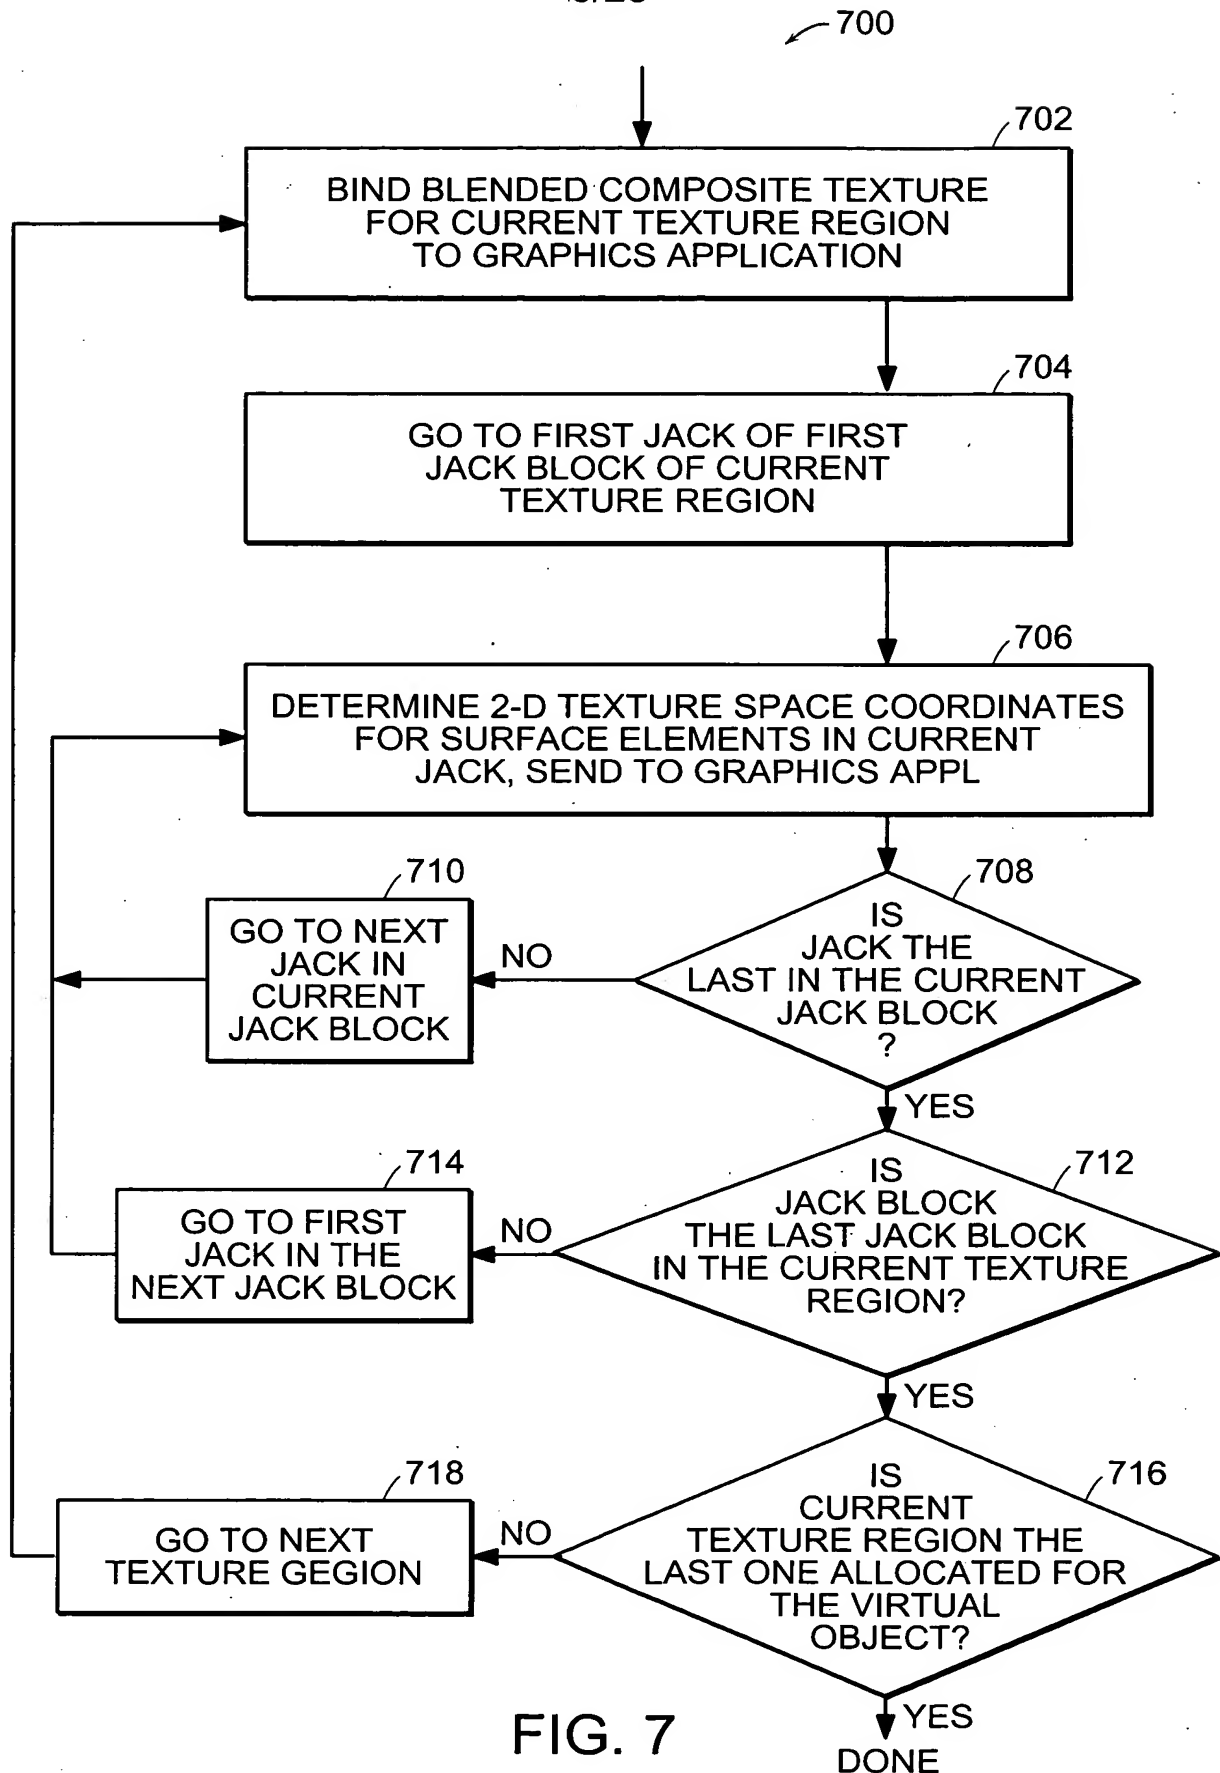 700
702
BIND BLENDED COMPOSITE TEXTURE
FOR CURRENT TEXTURE REGION
TO GRAPHICS APPLICATION
704
GO TO FIRST JACK OF FIRST
JACK BLOCK OF CURRENT
TEXTURE REGION
706
DETERMINE 2-D TEXTURE SPACE COORDINATES
FOR SURFACE ELEMENTS IN CURRENT
JACK, SEND TO GRAPHICS APPL
708
IS
JACK THE
LAST IN THE CURRENT
JACK BLOCK
?
NO
710
GO TO NEXT
JACK IN
CURRENT
JACK BLOCK
YES
712
IS
JACK BLOCK
THE LAST JACK BLOCK
IN THE CURRENT TEXTURE
REGION?
NO
714
GO TO FIRST
JACK IN THE
NEXT JACK BLOCK
YES
716
IS
CURRENT
TEXTURE REGION THE
LAST ONE ALLOCATED FOR
THE VIRTUAL
OBJECT?
NO
718
GO TO NEXT
TEXTURE GEGION
YES
DONE
FIG. 7